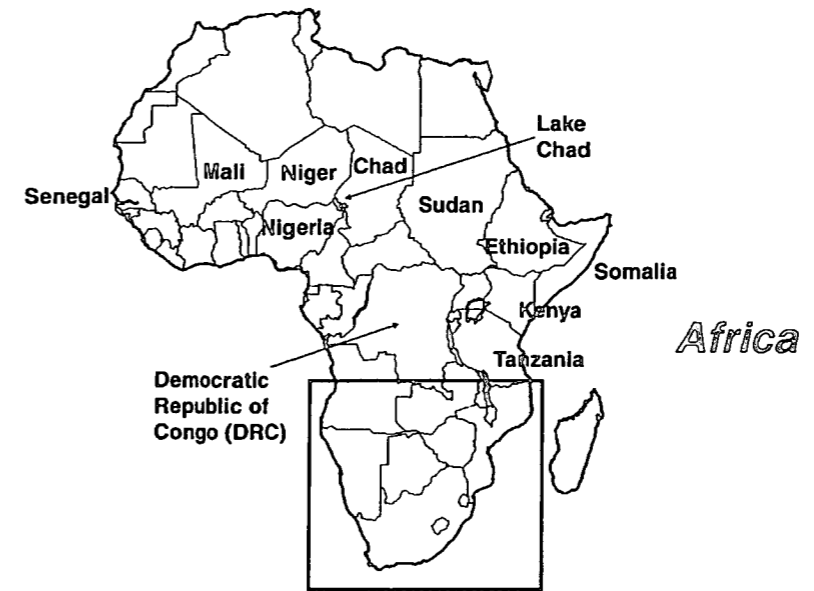 Lake
Chad
Mali
Niger
Chad
Senegal
Sudan
Nigeria
Ethiopia
Somalia
Kenya
Africa
Tanzania
Democratic
Republic of
Congo (DRC)